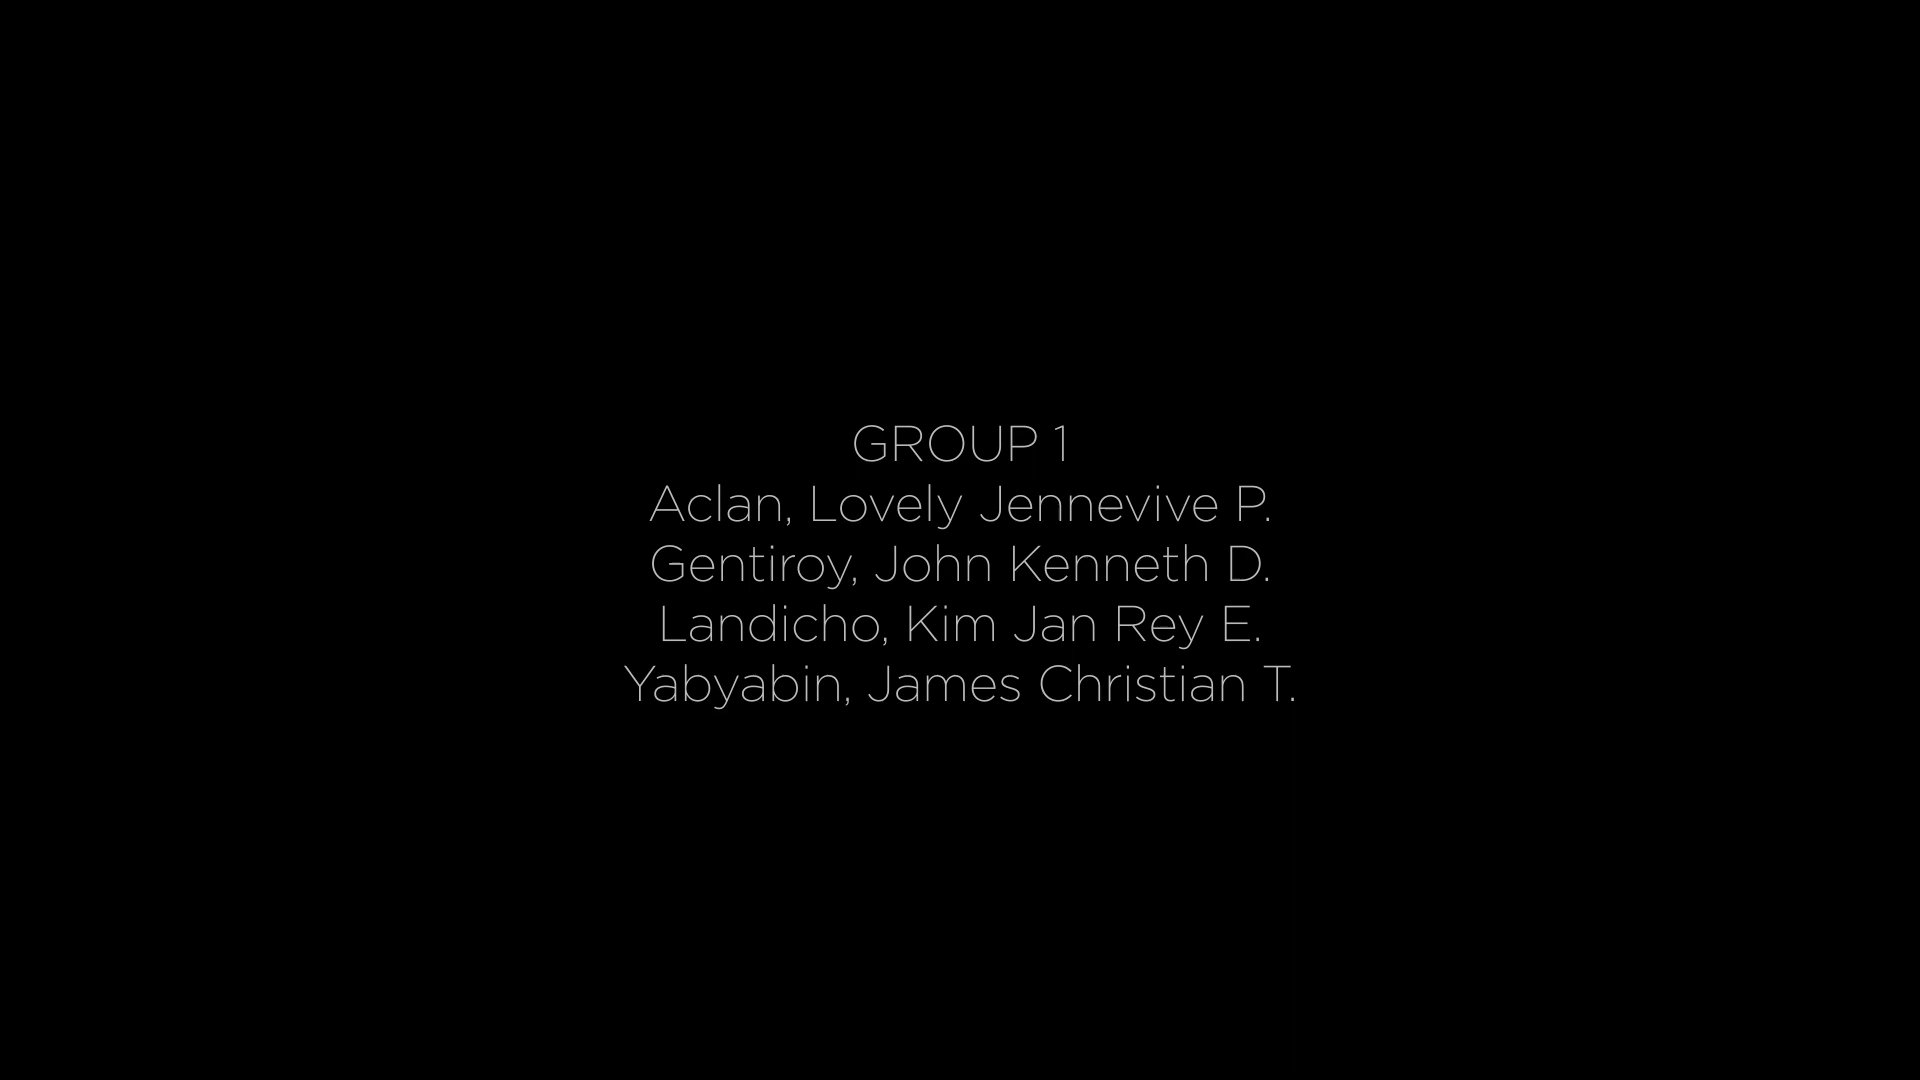 GROUP 1
Aclan, Lovely Jennevive P.
Gentiroy, John Kenneth D.
Landicho, Kim Jan Rey E.
Yabyabin, James Christian T.